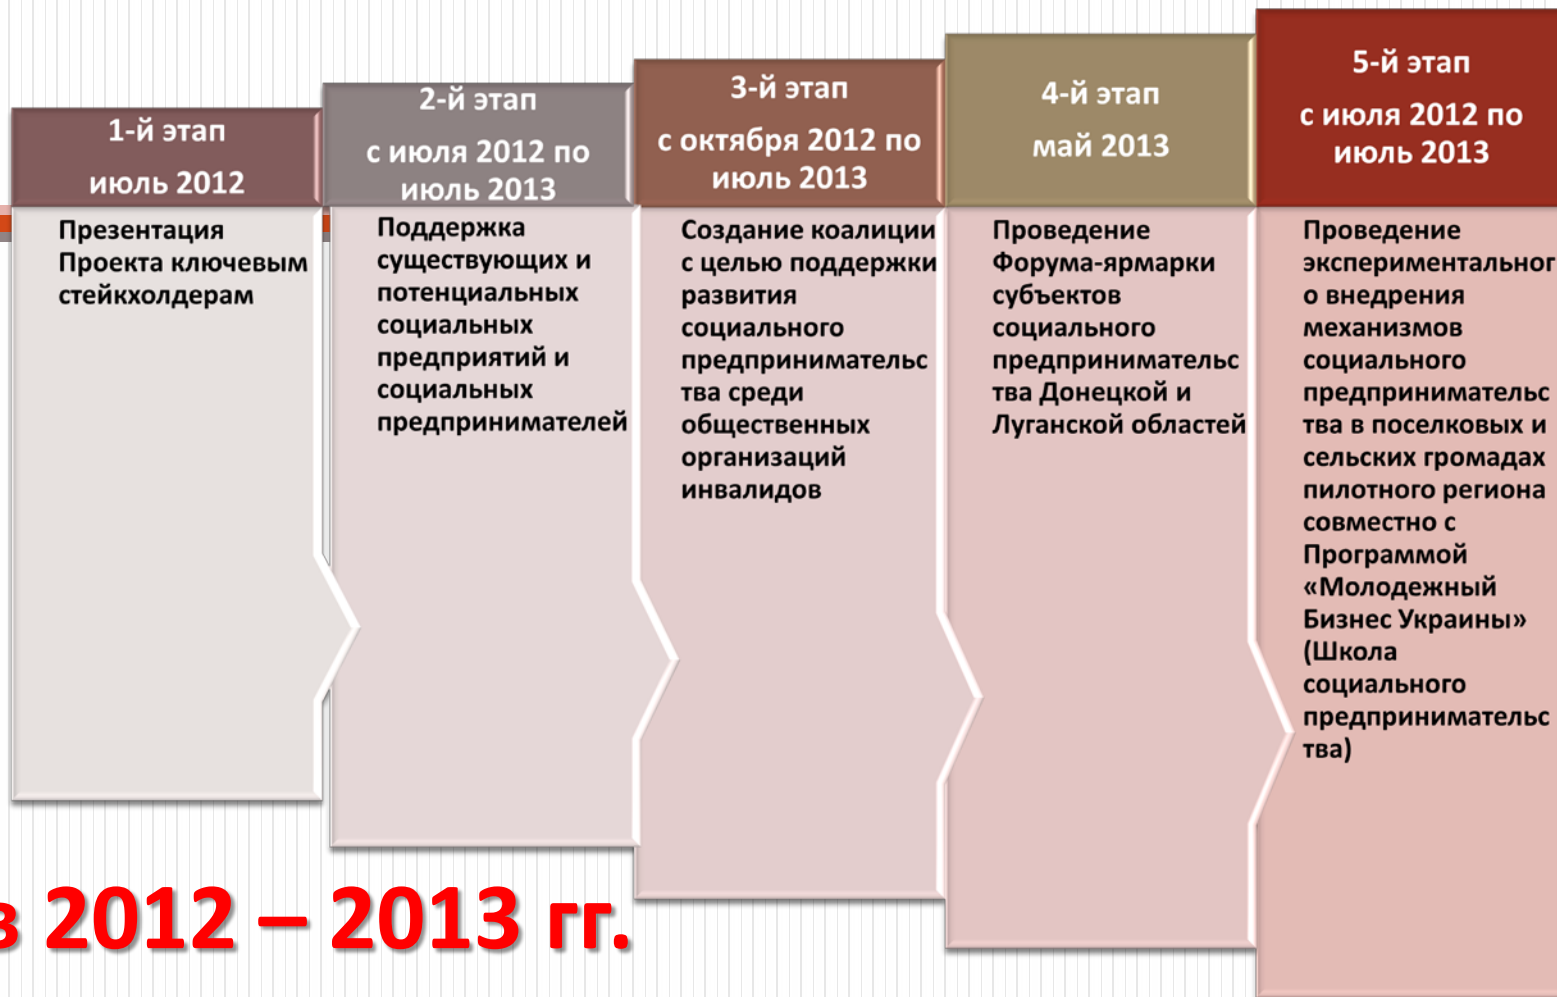 1-й этап
июль 2012
Презентация
Проекта ключевым
стейкхолдерам
2-й этап
с июля 2012 по
июль 2013
Поддержка
существующих и
потенциальных
социальных
предприятий и
социальных
предпринимателей
3-й этап
с октября 2012 по
июль 2013
Создание коалиции
с целью поддержки
развития
социального
предпринимательс
тва среди
общественных
организаций
инвалидов
4-й этап
май 2013
Проведение
Форума-ярмарки
субъектов
социального
предпринимательс
тва Донецкой и
Луганской областей
5-й этап
с июля 2012 по
июль 2013
Проведение
экспериментальног
о внедрения
механизмов
социального
предпринимательс
тва в поселковых и
сельских громадах
пилотного региона
совместно с
Программой
«Молодежный
Бизнес Украины»
(Школа
социального
предпринимательс
тва)
в 2012 – 2013 гг.